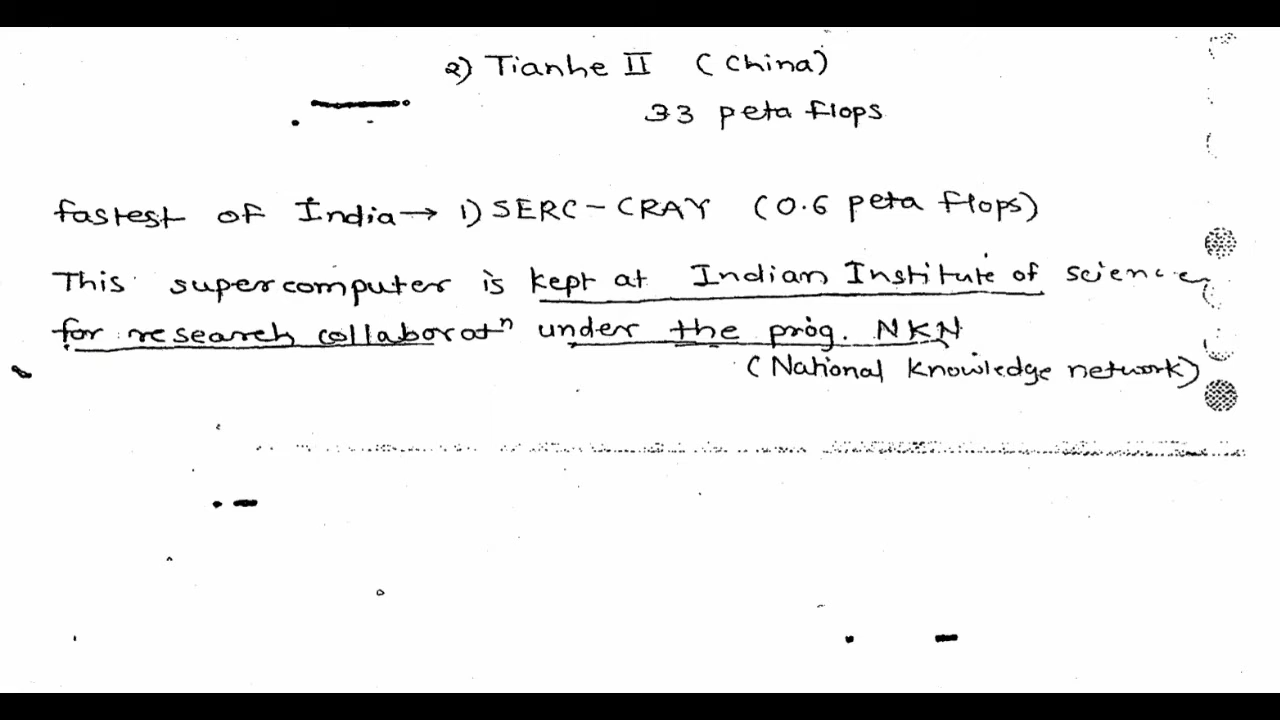 2) Tianhe II (China)
33 peta flops
fastest of India → 1) SERC - CRAY (0.6 peta flops)
This supercomputer is kept at Indian Institute of science
for research collaboratⁿ under the prog. NKN
(National knowledge network)